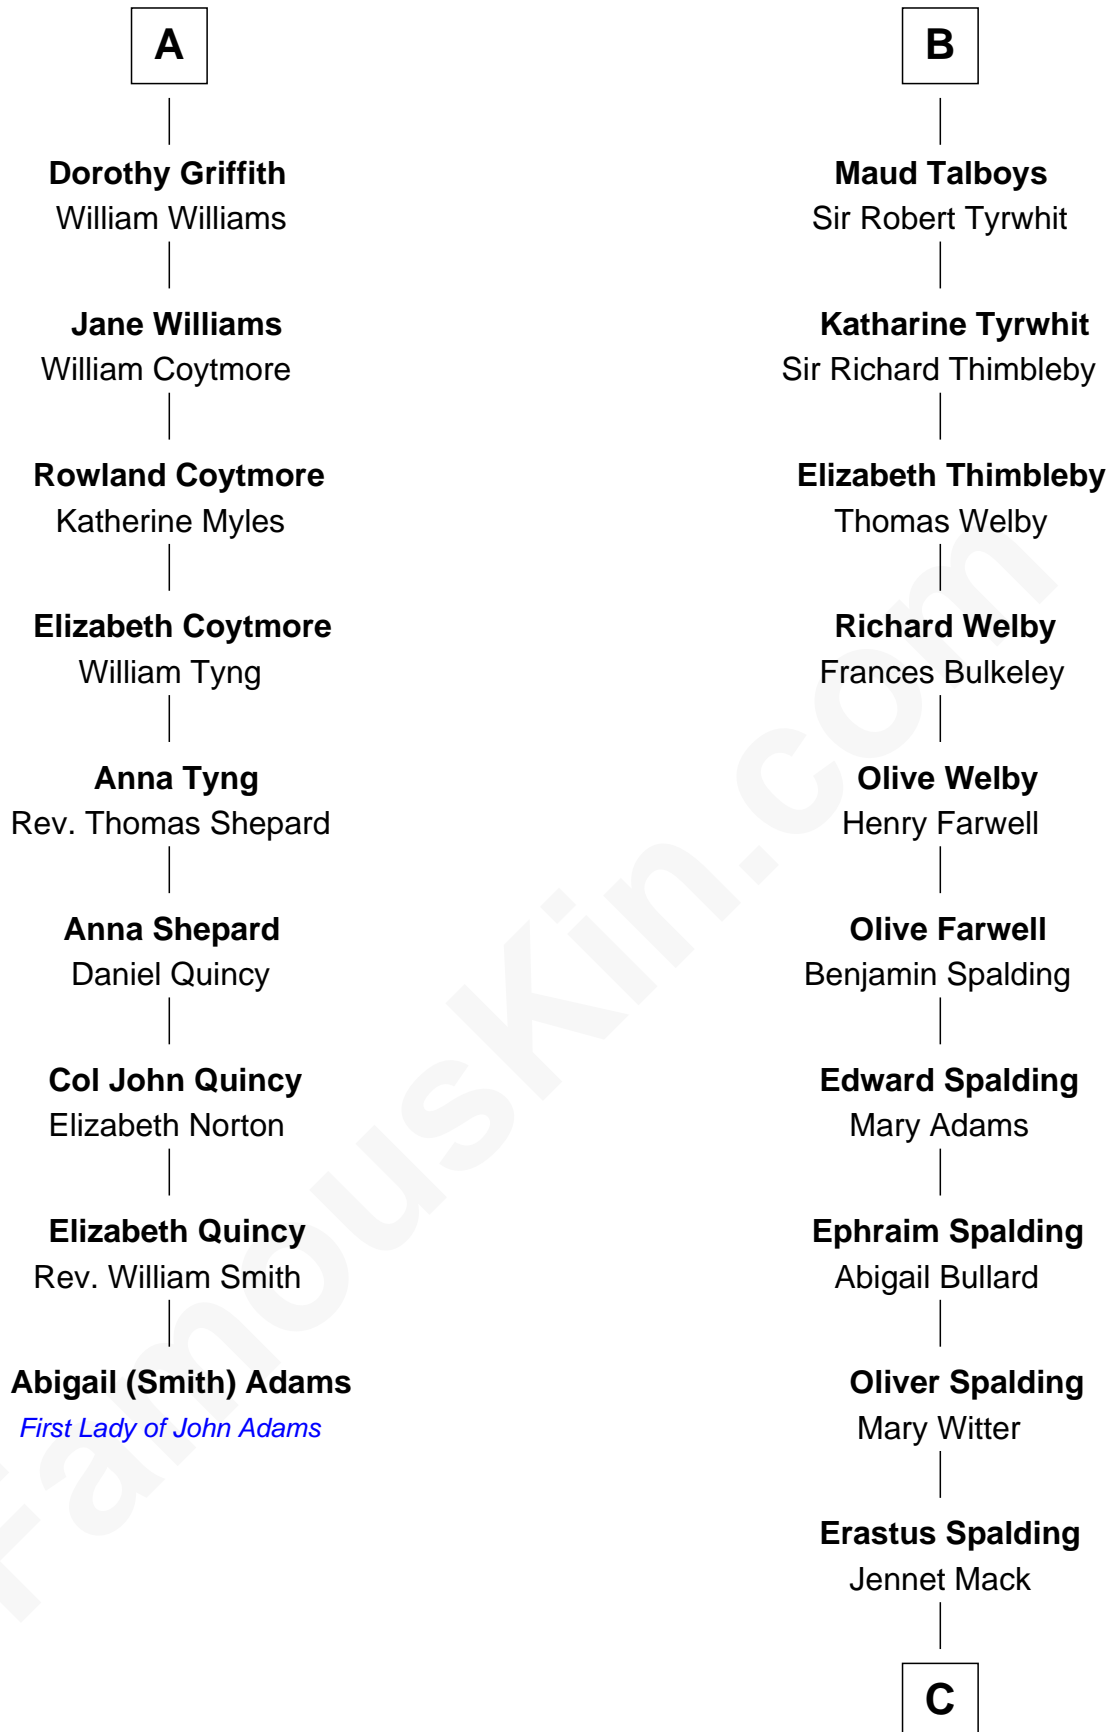 A
Dorothy Griffith
William Williams
Jane Williams
William Coytmore
Rowland Coytmore
Katherine Myles
Elizabeth Coytmore
William Tyng
Anna Tyng
Rev. Thomas Shepard
Anna Shepard
Daniel Quincy
Col John Quincy
Elizabeth Norton
Elizabeth Quincy
Rev. William Smith
Abigail (Smith) Adams
First Lady of John Adams
B
Maud Talboys
Sir Robert Tyrwhit
Katharine Tyrwhit
Sir Richard Thimbleby
Elizabeth Thimbleby
Thomas Welby
Richard Welby
Frances Bulkeley
Olive Welby
Henry Farwell
Olive Farwell
Benjamin Spalding
Edward Spalding
Mary Adams
Ephraim Spalding
Abigail Bullard
Oliver Spalding
Mary Witter
Erastus Spalding
Jennet Mack
C
FamousKin.com